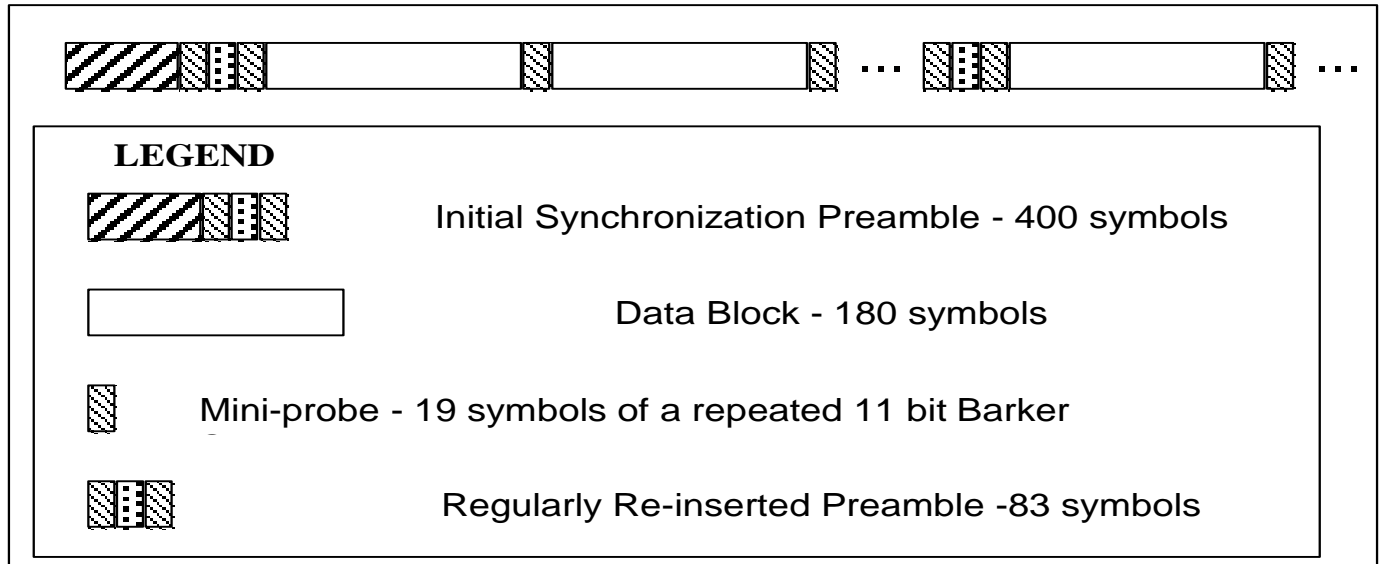 ... ...
LEGEND
Initial Synchronization Preamble - 400 symbols
Data Block - 180 symbols
Mini-probe - 19 symbols of a repeated 11 bit Barker
Regularly Re-inserted Preamble -83 symbols